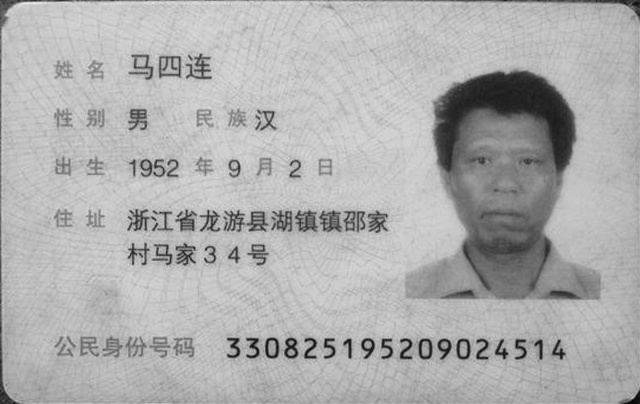 姓名 马四连
性别 男 民族 汉
出生 1952 年 9 月 2 日
住址 浙江省龙游县湖镇镇邵家
村马家34号
公民身份号码 330825195209024514